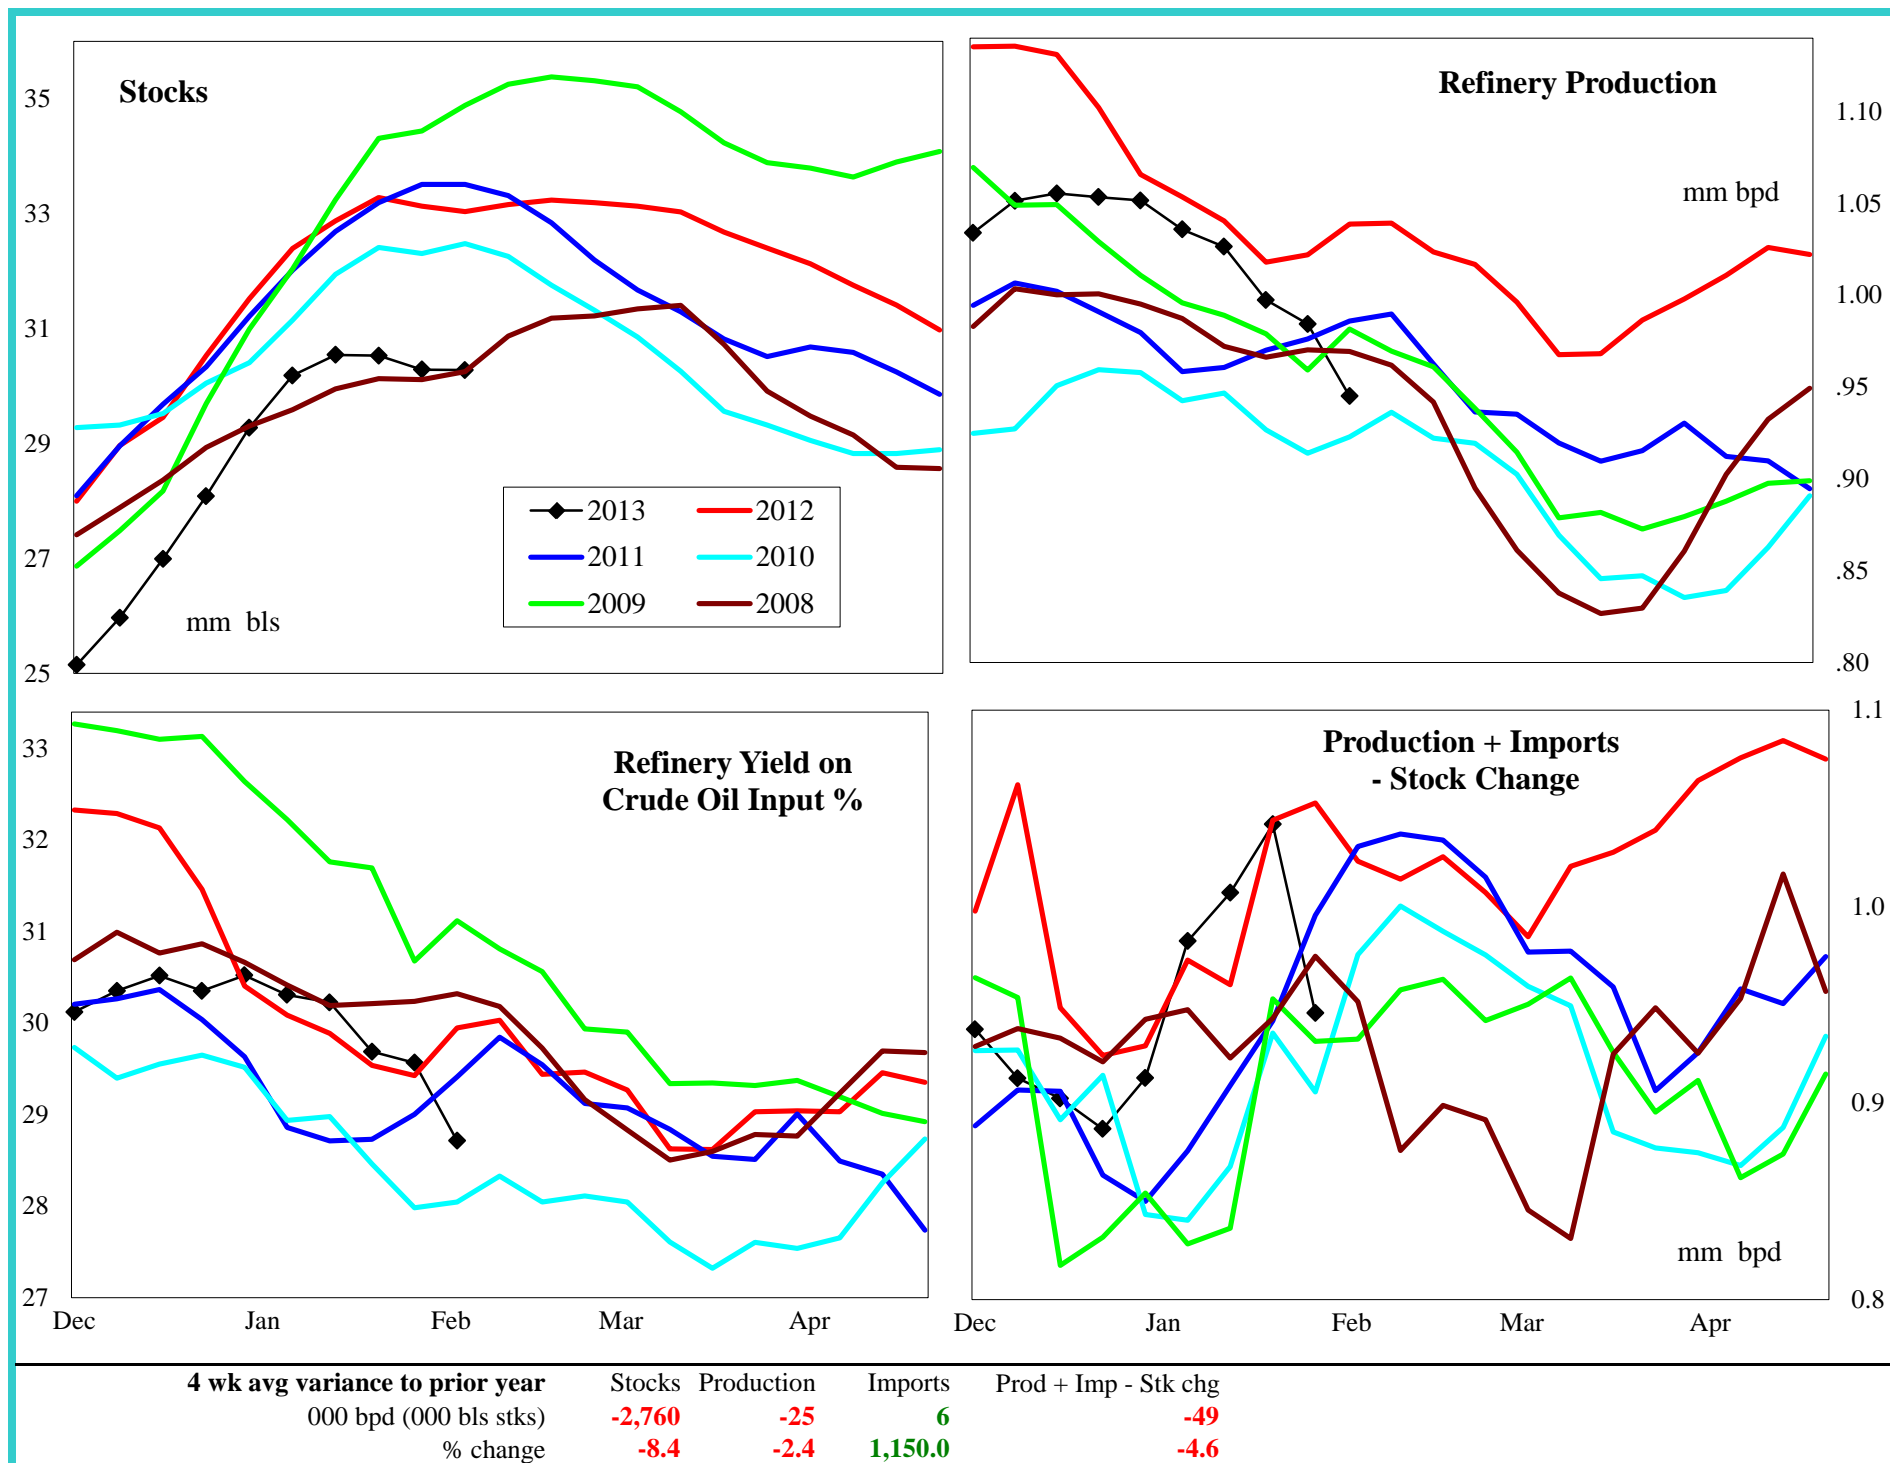 Stocks
35
33
31
29
27
25
mm bls
2013 2012
2011 2010
2009 2008
Refinery Production
mm bpd
1.10
1.05
1.00
.95
.90
.85
.80
Refinery Yield on
Crude Oil Input %
33
32
31
30
29
28
27
Dec Jan Feb Mar Apr
Production + Imports
- Stock Change
1.1
1.0
0.9
0.8
mm bpd
Dec Jan Feb Mar Apr
4 wk avg variance to prior year Stocks Production Imports Prod + Imp - Stk chg
000 bpd (000 bls stks) -2,760 -25 6 -49
% change -8.4 -2.4 1,150.0 -4.6